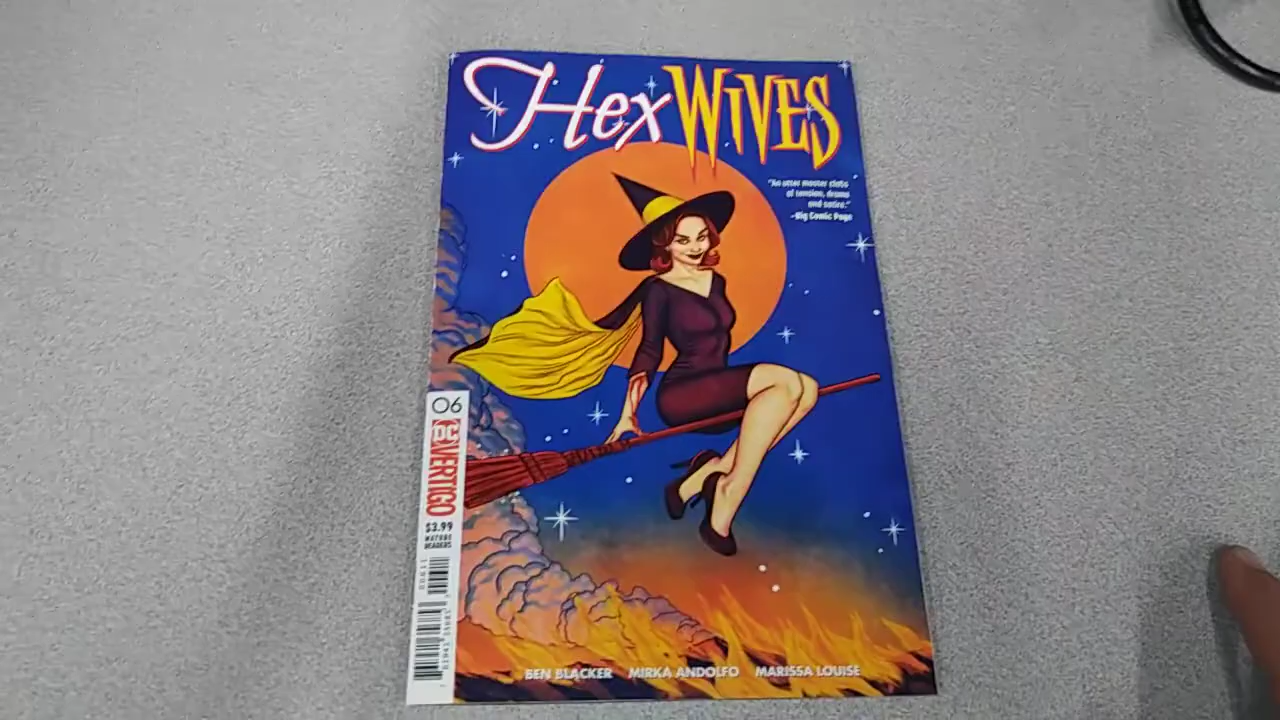 Hex WIVES
"An utter master class
of tension, drama
and satire."
-Big Comic Page
06
DC VERTIGO
$3.99
MATURE
READERS
BEN BLACKER MIRKA ANDOLFO MARISSA LOUISE